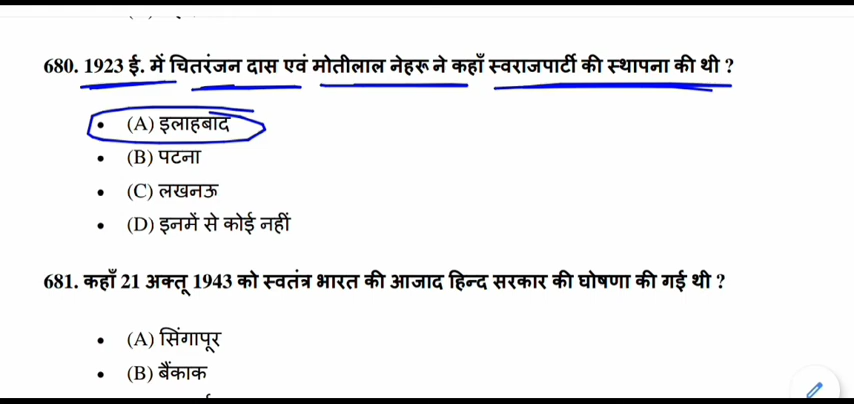 680. 1923 ई. में चितरंजन दास एवं मोतीलाल नेहरू ने कहाँ स्वराजपार्टी की स्थापना की थी ?
• (A) इलाहबाद
• (B) पटना
• (C) लखनऊ
• (D) इनमें से कोई नहीं
681. कहाँ 21 अक्तू 1943 को स्वतंत्र भारत की आजाद हिन्द सरकार की घोषणा की गई थी ?
• (A) सिंगापूर
• (B) बैंकाक